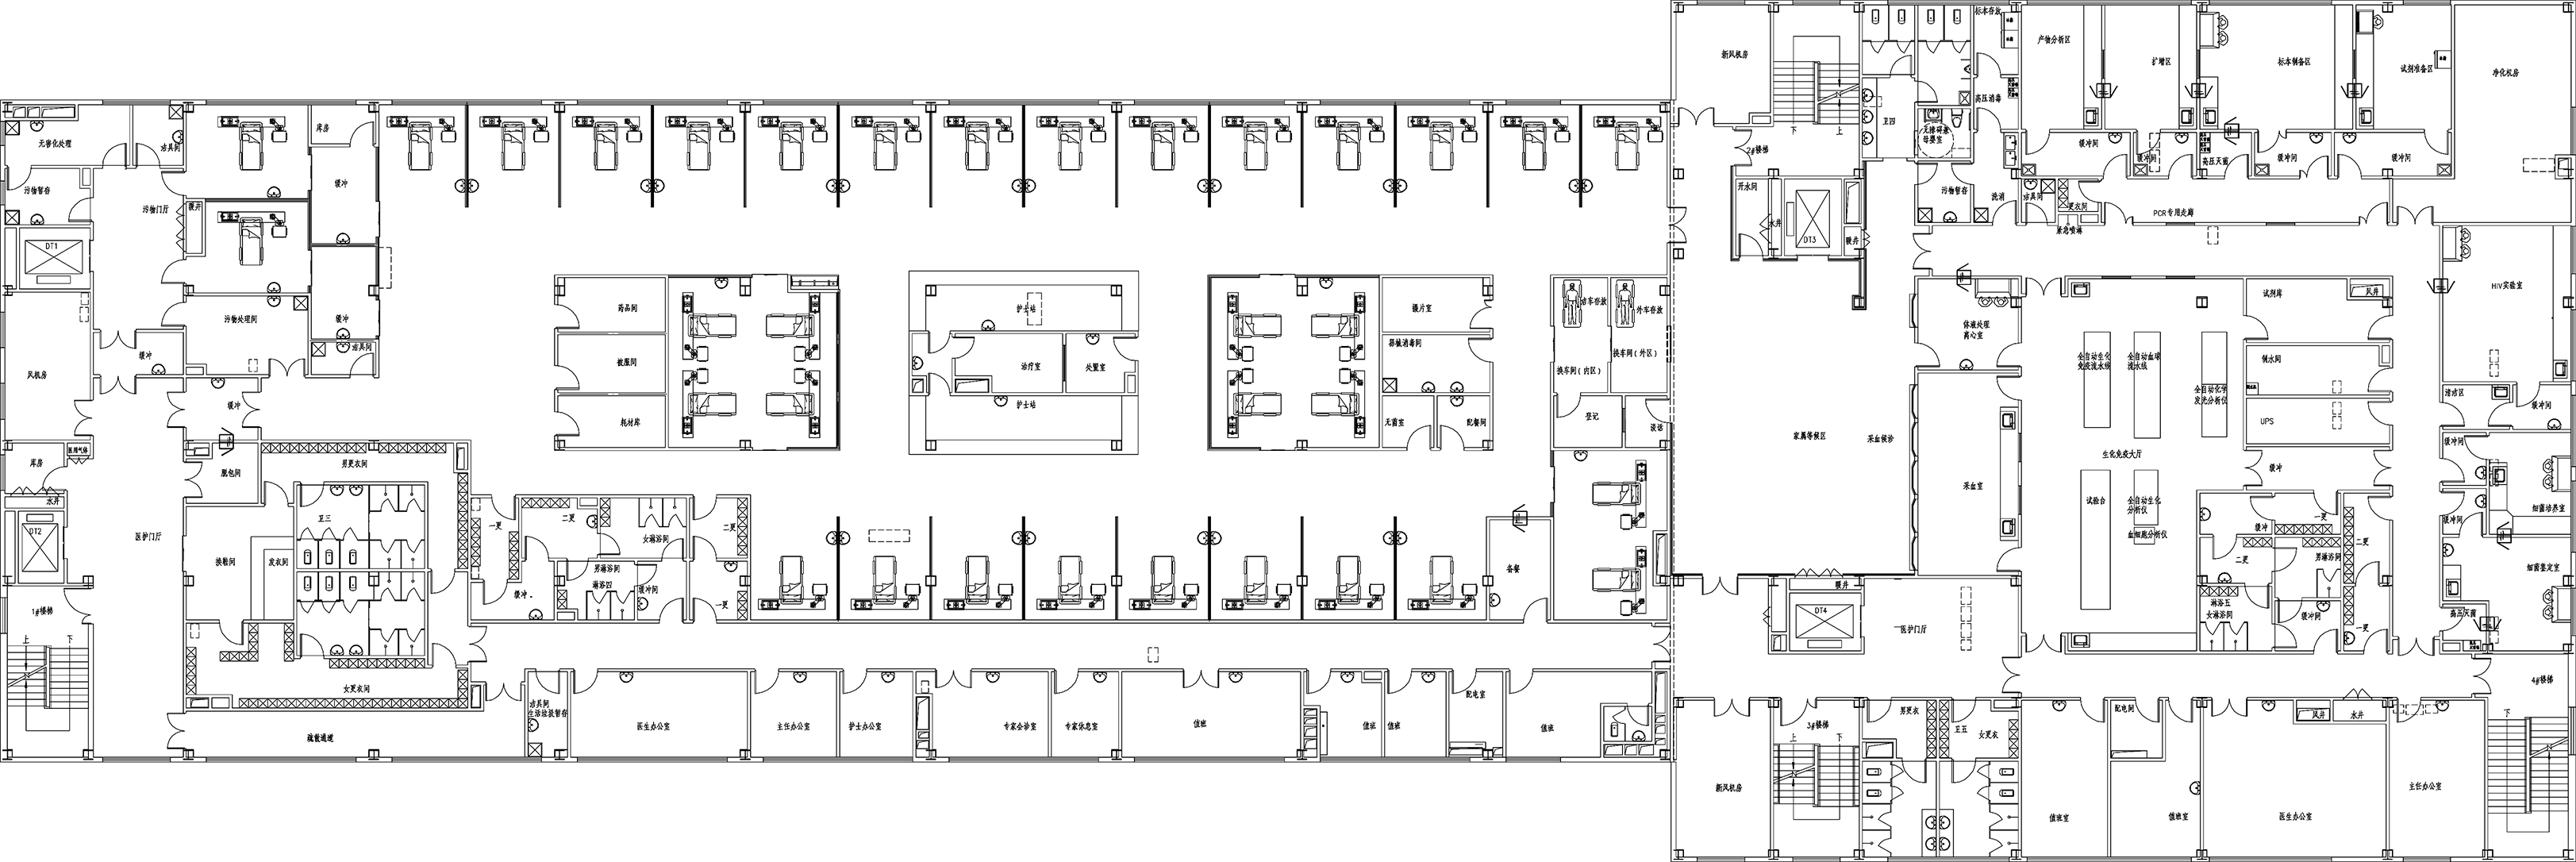 新风机房
下
上
2#楼梯
卫四
无障碍兼
母婴室
标本存放
高压消毒
产物分析区
扩增区
标本制备区
试剂准备区
净化机房
缓冲间
缓冲间
高压灭菌
缓冲间
缓冲间
污物暂存
洗消
洁具间
更衣间
PCR专用走廊
紧急喷淋
开水间
水井
DT3
暖井
无害化处理
洁具间
库房
污物暂存
污物门厅
暖井
缓冲
DT1
缓冲
污物处理间
洁具间
缓冲
风机房
缓冲
库房
医用气体
水井
脱包间
男更衣间
DT2
医护门厅
换鞋间
发衣间
卫三
1#楼梯
上
下
女更衣间
疏散通道
药品间
被服间
耗材库
护士站
治疗室
处置室
护士站
镜片室
器械消毒间
无菌室
配餐间
洁车存放
外车存放
换车间(内区)
换车间(外区)
登记
谈话
一更
二更
女淋浴间
二更
男淋浴间
淋浴四
缓冲间
缓冲
一更
备餐
洁具间
生活垃圾暂存
医生办公室
主任办公室
护士办公室
专家会诊室
专家休息室
值班
值班
值班
配电室
值班
家属等候区
采血候诊
采血室
体液处理
离心室
全自动生化
免疫流水线
全自动血球
流水线
全自动化学
发光分析仪
生化免疫大厅
试验台
全自动生化
分析仪
血细胞分析仪
试剂库
风井
制水间
UPS
缓冲
HIV实验室
清洁区
缓冲间
缓冲间
细菌培养室
缓冲间
细菌鉴定室
高压灭菌
缓冲
一更
二更
二更
男淋浴间
淋浴五
女淋浴间
缓冲间
一更
暖井
DT4
医护门厅
新风机房
3#楼梯
上
下
男更衣
卫五
女更衣
配电间
值班室
值班室
医生办公室
风井
水井
主任办公室
4#楼梯
下